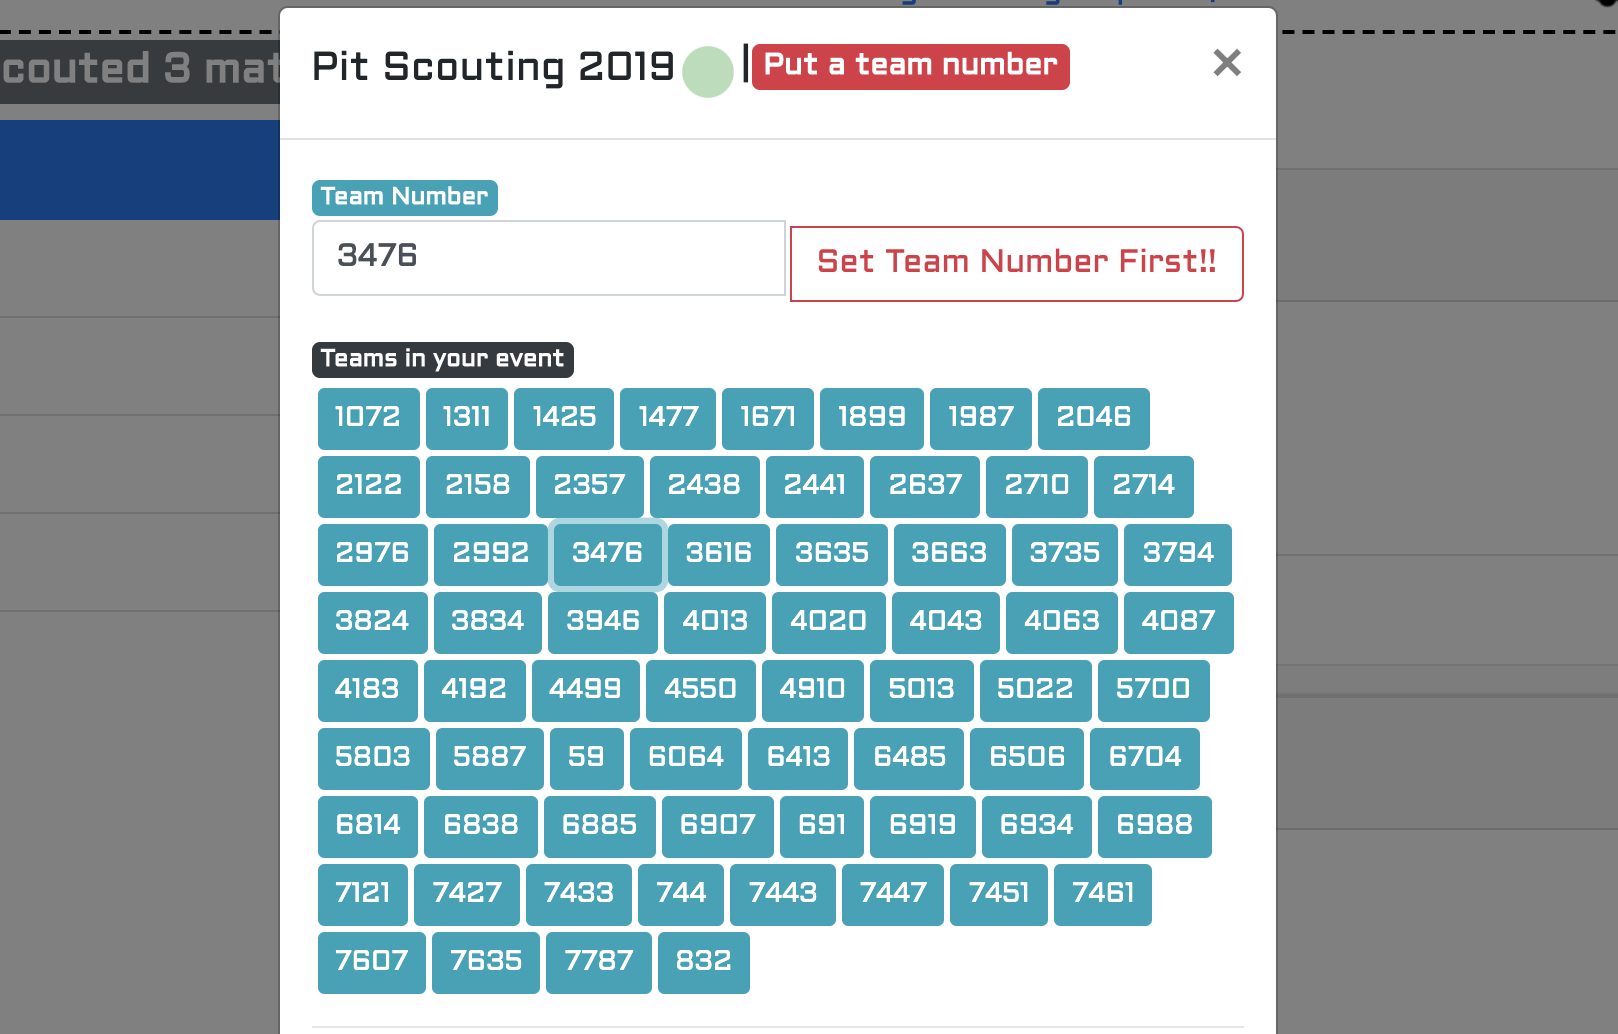 couted 3 mat
Pit Scouting 2019 | Put a team number ×
Team Number
3476 Set Team Number First!!
Teams in your event
1072 1311 1425 1477 1671 1899 1987 2046
2122 2158 2357 2438 2441 2637 2710 2714
2976 2992 3476 3616 3635 3663 3735 3794
3824 3834 3946 4013 4020 4043 4063 4087
4183 4192 4499 4550 4910 5013 5022 5700
5803 5887 59 6064 6413 6485 6506 6704
6814 6838 6885 6907 691 6919 6934 6988
7121 7427 7433 744 7443 7447 7451 7461
7607 7635 7787 832